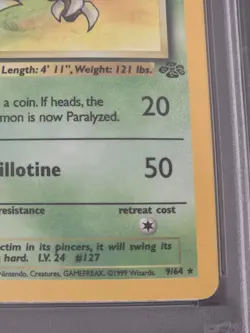 Length: 4' 11", Weight: 121 lbs.
a coin. If heads, the 20
mon is now Paralyzed.
illotine 50
resistance retreat cost
ctim in its pincers, it will swing its
hard. LV. 24 #127
Nintendo, Creatures, GAMEFREAK. ©1999 Wizards. 9/64 ★